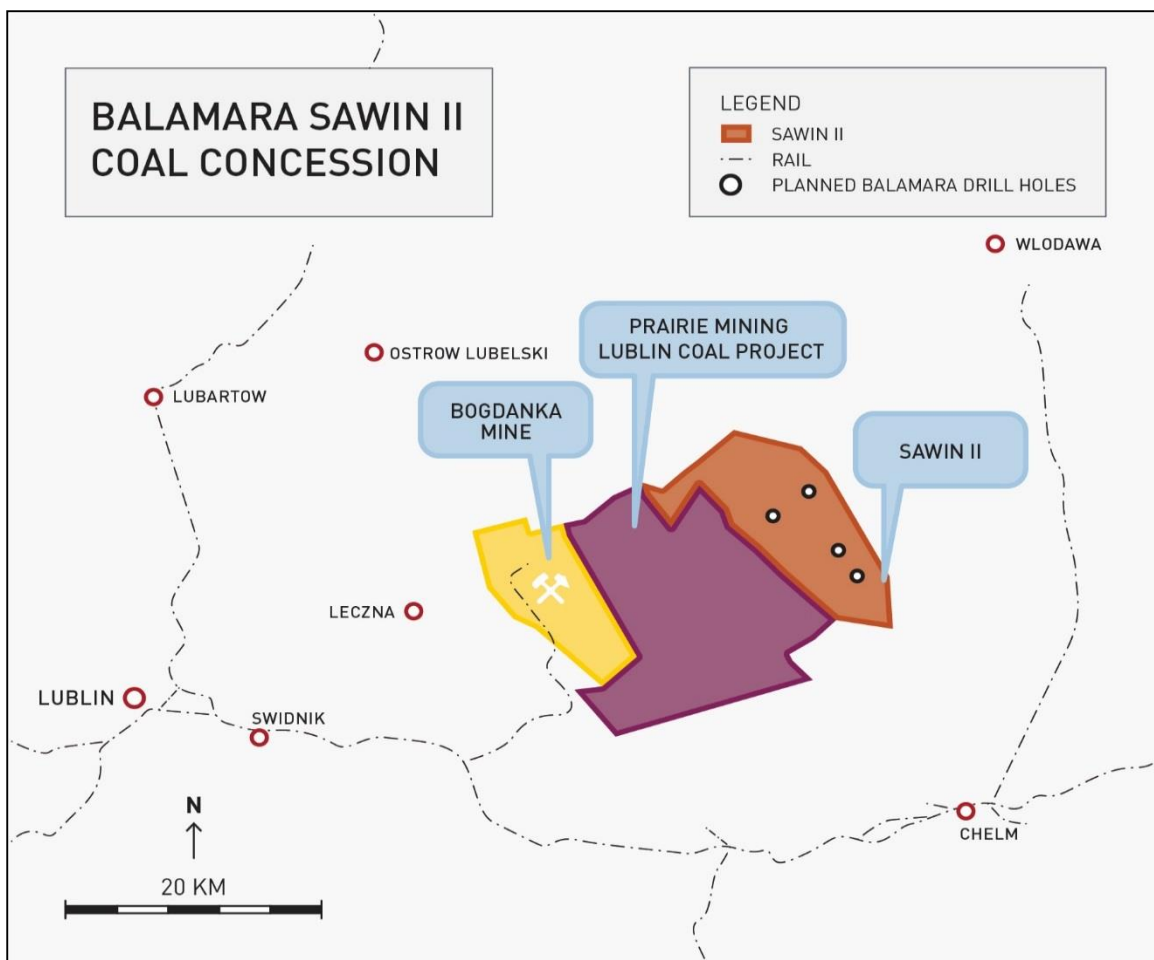 BALAMARA SAWIN II
COAL CONCESSION
LEGEND
SAWIN II
RAIL
PLANNED BALAMARA DRILL HOLES
WLODAWA
PRAIRIE MINING
LUBLIN COAL PROJECT
OSTROW LUBELSKI
LUBARTOW
BOGDANKA
MINE
SAWIN II
LECZNA
LUBLIN
SWIDNIK
N
CHELM
20 KM